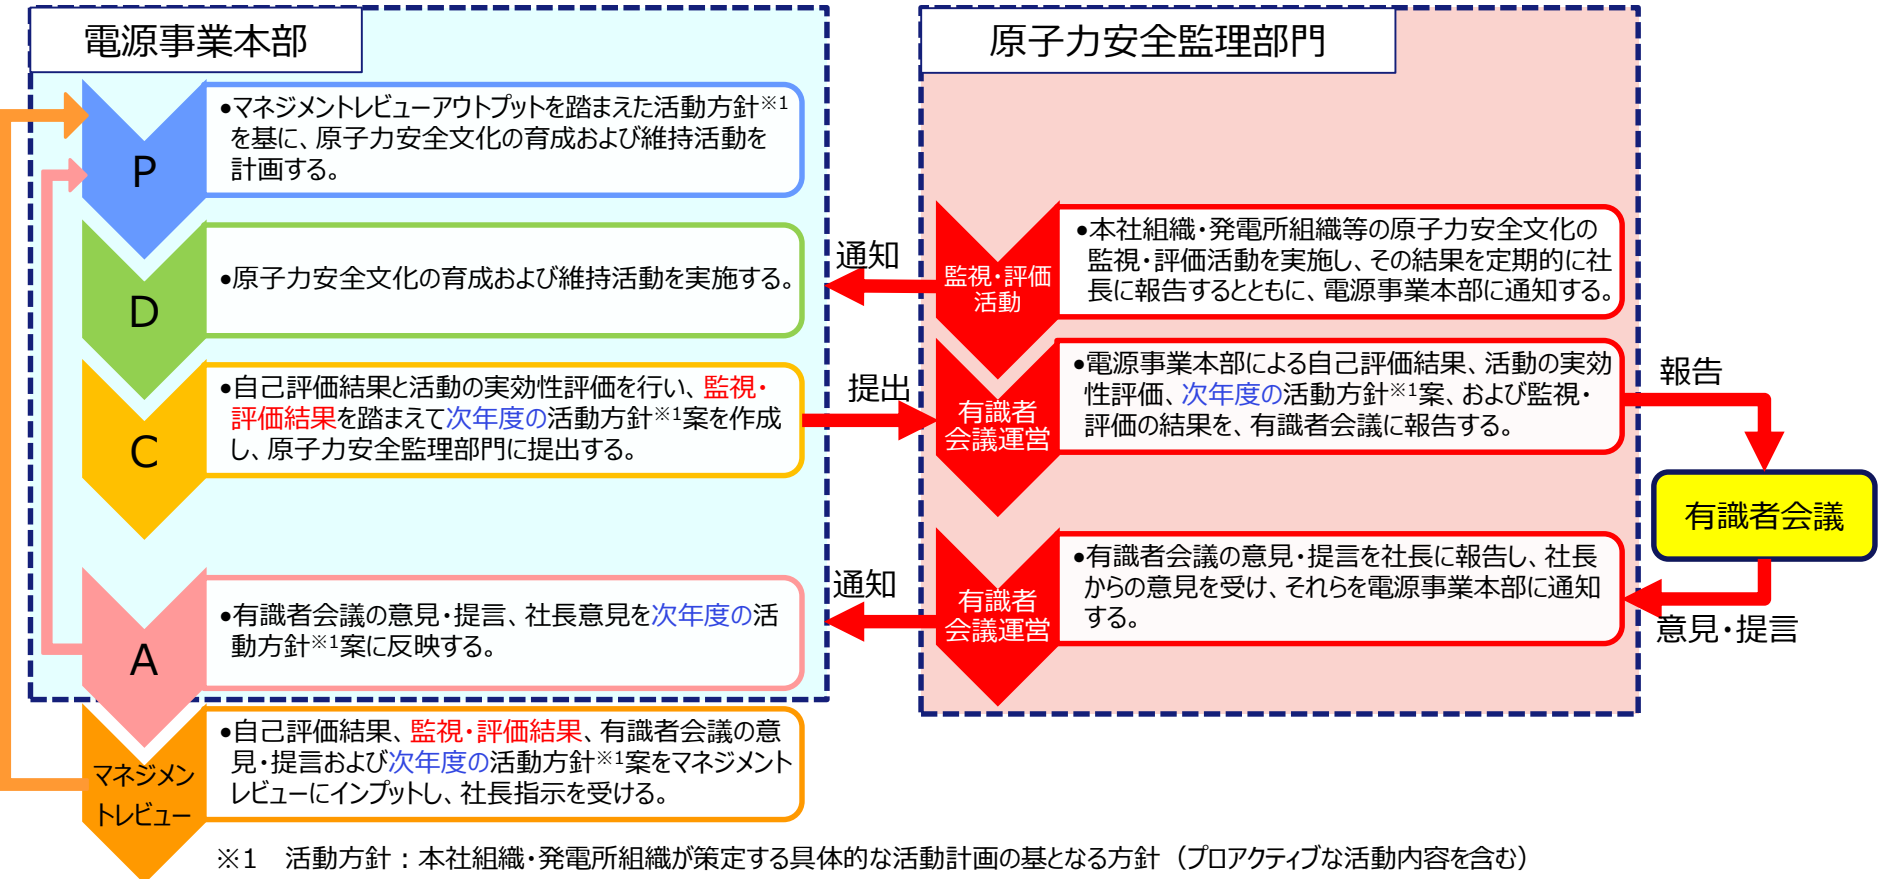 電源事業本部
P
●マネジメントレビューアウトプットを踏まえた活動方針※1
を基に、原子力安全文化の育成および維持活動を
計画する。
D
●原子力安全文化の育成および維持活動を実施する。
C
●自己評価結果と活動の実効性評価を行い、監視・
評価結果を踏まえて次年度の活動方針※1案を作成
し、原子力安全監理部門に提出する。
A
●有識者会議の意見・提言、社長意見を次年度の活
動方針※1案に反映する。
マネジメン
トレビュー
●自己評価結果、監視・評価結果、有識者会議の意
見・提言および次年度の活動方針※1案をマネジメント
レビューにインプットし、社長指示を受ける。
通知
提出
通知
原子力安全監理部門
監視・評価
活動
●本社組織・発電所組織等の原子力安全文化の
監視・評価活動を実施し、その結果を定期的に社
長に報告するとともに、電源事業本部に通知する。
有識者
会議運営
●電源事業本部による自己評価結果、活動の実効
性評価、次年度の活動方針※1案、および監視・
評価の結果を、有識者会議に報告する。
有識者
会議運営
●有識者会議の意見・提言を社長に報告し、社長
からの意見を受け、それらを電源事業本部に通知
する。
報告
有識者会議
意見・提言
※1 活動方針：本社組織・発電所組織が策定する具体的な活動計画の基となる方針（プロアクティブな活動内容を含む）